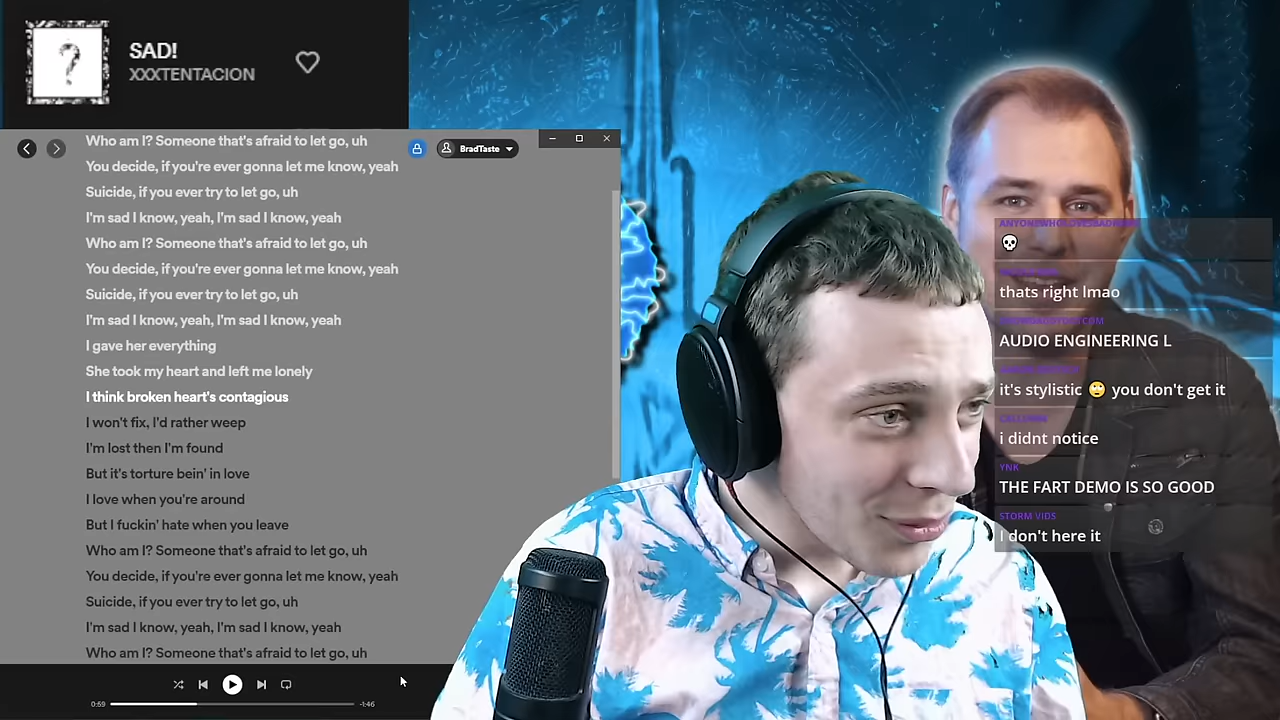 ?
SAD!
XXXTENTACION
BradTaste
Who am I? Someone that's afraid to let go, uh
You decide, if you're ever gonna let me know, yeah
Suicide, if you ever try to let go, uh
I'm sad I know, yeah, I'm sad I know, yeah
Who am I? Someone that's afraid to let go, uh
You decide, if you're ever gonna let me know, yeah
Suicide, if you ever try to let go, uh
I'm sad I know, yeah, I'm sad I know, yeah
I gave her everything
She took my heart and left me lonely
I think broken heart's contagious
I won't fix, I'd rather weep
I'm lost then I'm found
But it's torture bein' in love
I love when you're around
But I fuckin' hate when you leave
Who am I? Someone that's afraid to let go, uh
You decide, if you're ever gonna let me know, yeah
Suicide, if you ever try to let go, uh
I'm sad I know, yeah, I'm sad I know, yeah
Who am I? Someone that's afraid to let go, uh
0:59
-1:46
💀
thats right lmao
AUDIO ENGINEERING L
it's stylistic 🙄 you don't get it
i didnt notice
YNK
THE FART DEMO IS SO GOOD
STORM VIDS
I don't here it